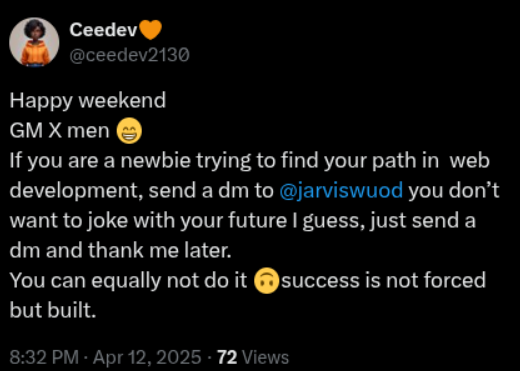 Ceedev🧡
@ceedev2130
Happy weekend
GM X men 😁
If you are a newbie trying to find your path in web
development, send a dm to @jarviswuod you don’t
want to joke with your future I guess, just send a
dm and thank me later.
You can equally not do it 🙃success is not forced
but built.
8:32 PM · Apr 12, 2025 · 72 Views